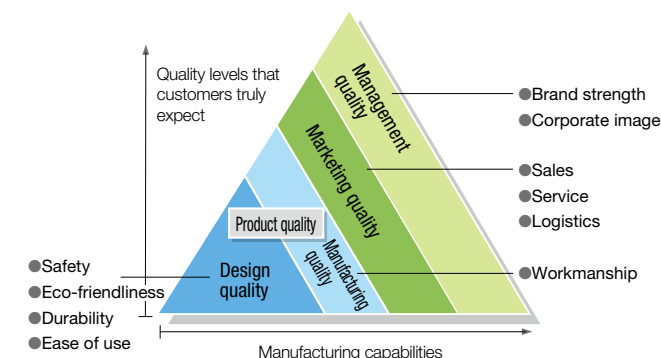 Quality levels that
customers truly
expect
Management
quality
Marketing quality
Product quality
Manufacturing
quality
Design
quality
●Brand strength
●Corporate image
●Sales
●Service
●Logistics
●Workmanship
●Safety
●Eco-friendliness
●Durability
●Ease of use
Manufacturing capabilities